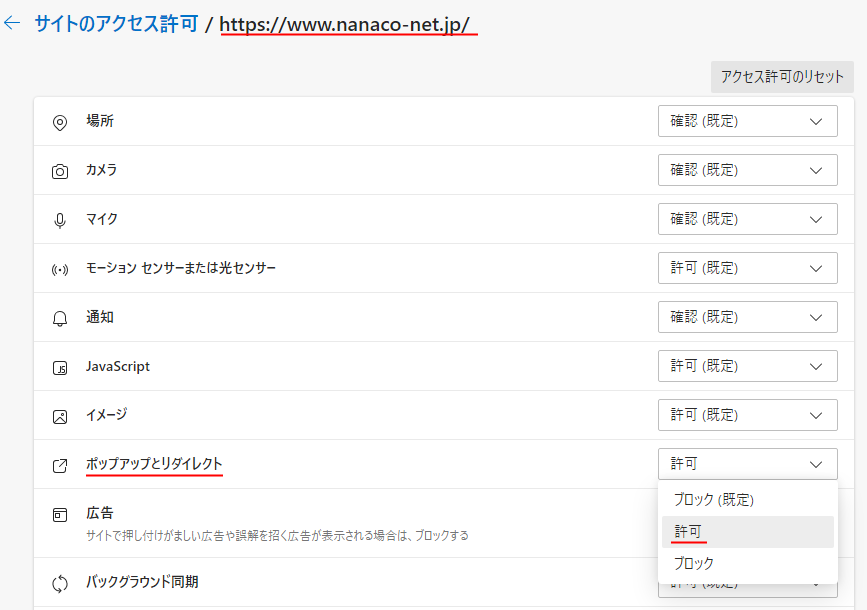 サイトのアクセス許可 / https://www.nanaco-net.jp/
アクセス許可のリセット
場所 確認 (既定)
カメラ 確認 (既定)
マイク 確認 (既定)
モーション センサーまたは光センサー 許可 (既定)
通知 確認 (既定)
JavaScript 許可 (既定)
イメージ 許可 (既定)
ポップアップとリダイレクト 許可
ブロック (既定)
広告
許可
サイトで押し付けがましい広告や誤解を招く広告が表示される場合は、ブロックする
ブロック
バックグラウンド同期 許可 (既定)